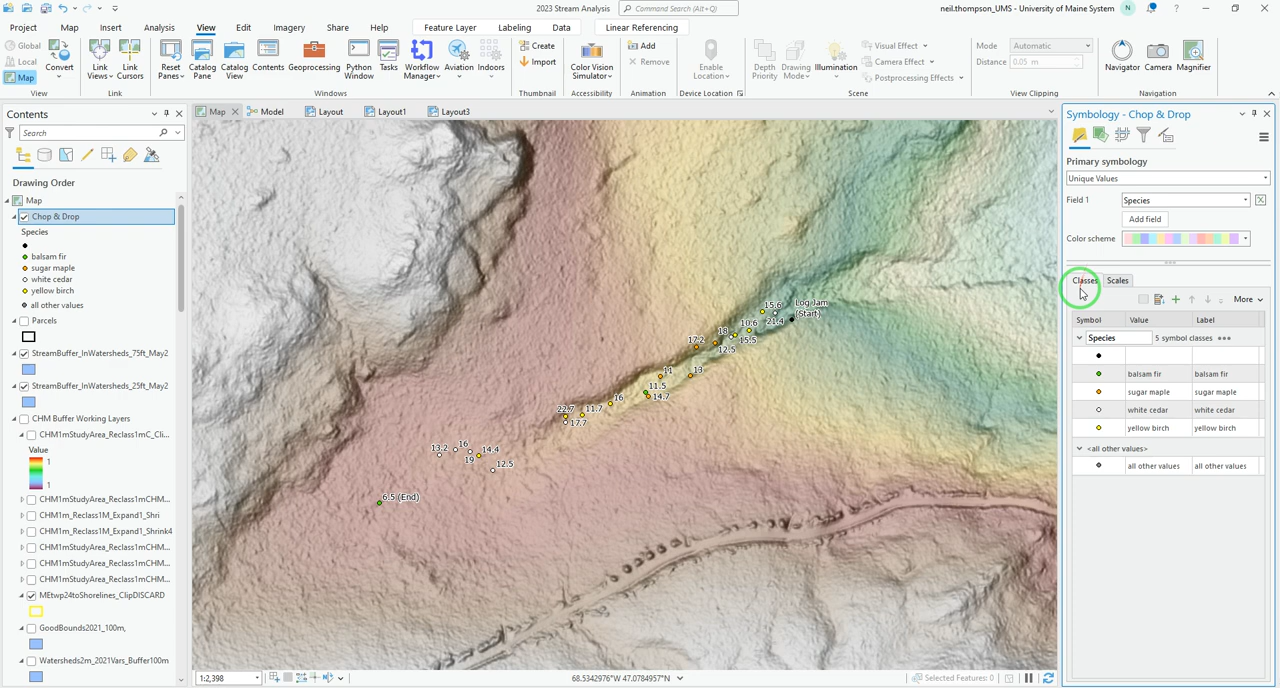 2023 Stream Analysis
Command Search (Alt+Q)
neil.thompson_UMS - University of Maine System
N
Project
Map
Insert
Analysis
View
Edit
Imagery
Share
Help
Feature Layer
Labeling
Data
Linear Referencing
Global
Local
Map
Convert
Link Views
Link Cursors
Reset Panes
Catalog Pane
Catalog View
Contents
Geoprocessing
Python Window
Tasks
Workflow Manager
Aviation
Indoors
Create
Import
Color Vision Simulator
Add
Remove
Enable Location
Depth Priority
Drawing Mode
Illumination
Visual Effect
Camera Effect
Postprocessing Effects
Mode
Automatic
Distance
0.05 m
Navigator
Camera
Magnifier
View
Link
Windows
Thumbnail
Accessibility
Animation
Device Location
Scene
View Clipping
Navigation
Contents
Search
Drawing Order
Map
Chop & Drop
Species
balsam fir
sugar maple
white cedar
yellow birch
all other values
Parcels
StreamBuffer_InWatersheds_75ft_May2
StreamBuffer_InWatersheds_25ft_May2
CHM Buffer Working Layers
CHM1mStudyArea_Reclass1mC_Cli...
Value
1
1
CHM1mStudyArea_Reclass1mCHM...
CHM1m_Reclass1M_Expand1_Shri
CHM1m_Reclass1M_Expand1_Shrink4
CHM1mStudyArea_Reclass1mCHM...
CHM1mStudyArea_Reclass1mCHM...
CHM1mStudyArea_Reclass1mCHM...
MEtwp24toShorelines_ClipDISCARD
GoodBounds2021_100m,
Watersheds2m_2021Vars_Buffer100m
Map
Model
Layout
Layout1
Layout3
15.6
Log Jam
(Start)
21.4
10.6
18
15.5
17.2
12.5
11
13
11.5
14.7
16
22.7
11.7
17.7
13.2
16
14.4
19
12.5
6.5 (End)
1:2,398
68.5342976°W 47.0784957°N
Selected Features: 0
Symbology - Chop & Drop
Primary symbology
Unique Values
Field 1
Species
Add field
Color scheme
Classes
Scales
More
Symbol
Value
Label
Species
5 symbol classes
balsam fir
balsam fir
sugar maple
sugar maple
white cedar
white cedar
yellow birch
yellow birch
<all other values>
all other values
all other values